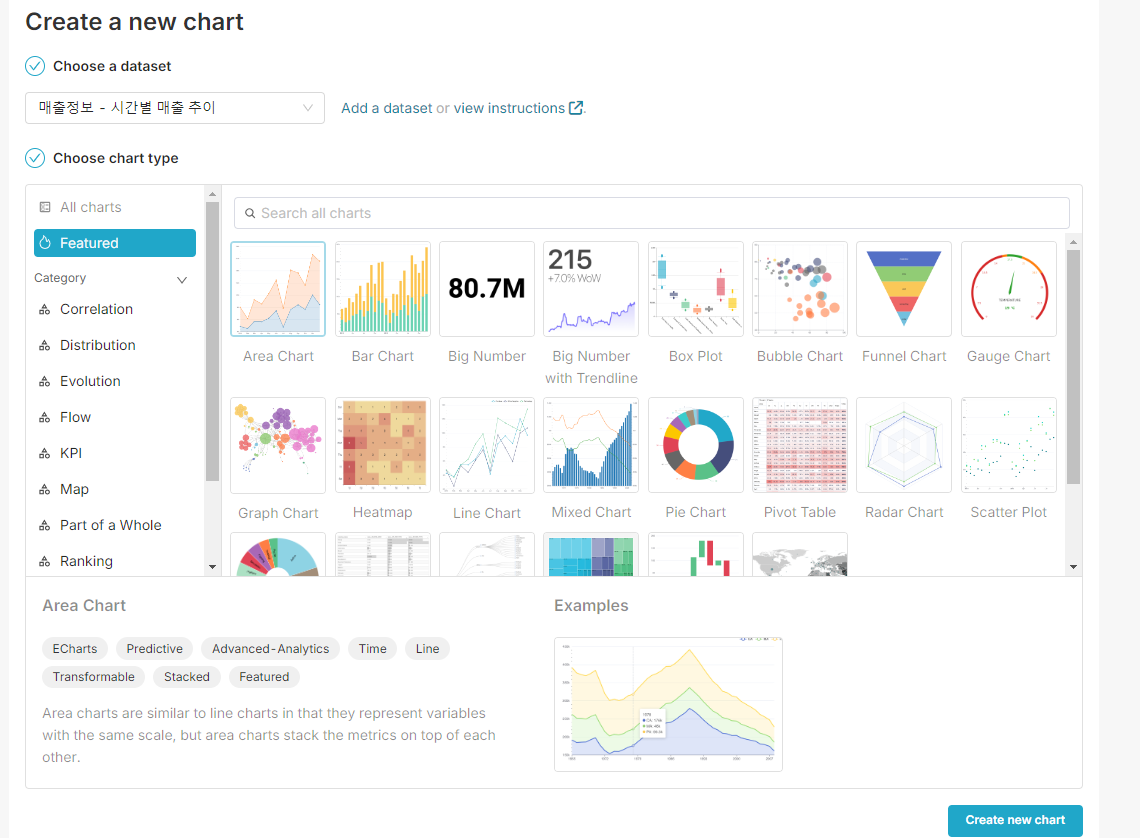 Create a new chart
Choose a dataset
매출정보 - 시간별 매출 추이
Add a dataset or view instructions.
Choose chart type
All charts
Featured
Category
Correlation
Distribution
Evolution
Flow
KPI
Map
Part of a Whole
Ranking
Search all charts
80.7M
215
+7.0% WoW
Area Chart
Bar Chart
Big Number
Big Number
with Trendline
Box Plot
Bubble Chart
Funnel Chart
Gauge Chart
Graph Chart
Heatmap
Line Chart
Mixed Chart
Pie Chart
Pivot Table
Radar Chart
Scatter Plot
Area Chart
ECharts
Predictive
Advanced-Analytics
Time
Line
Transformable
Stacked
Featured
Area charts are similar to line charts in that they represent variables
with the same scale, but area charts stack the metrics on top of each
other.
Examples
Create new chart